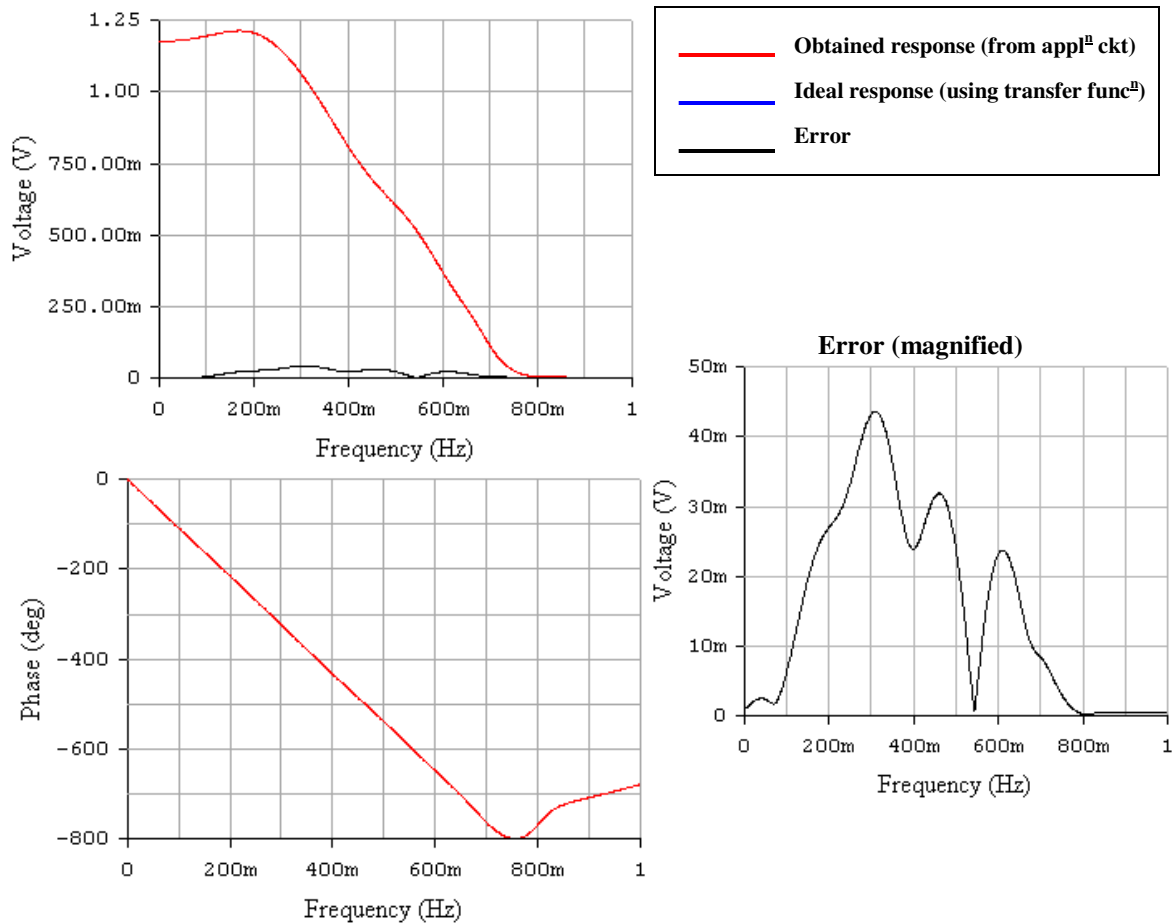 1.25
1.00
750.00m
500.00m
250.00m
0
Voltage (V)
0 200m 400m 600m 800m 1
Frequency (Hz)
Obtained response (from applⁿ ckt)
Ideal response (using transfer funcⁿ)
Error
0
-200
-400
-600
-800
Phase (deg)
0 200m 400m 600m 800m 1
Frequency (Hz)
Error (magnified)
50m
40m
30m
20m
10m
0
Voltage (V)
0 200m 400m 600m 800m 1
Frequency (Hz)